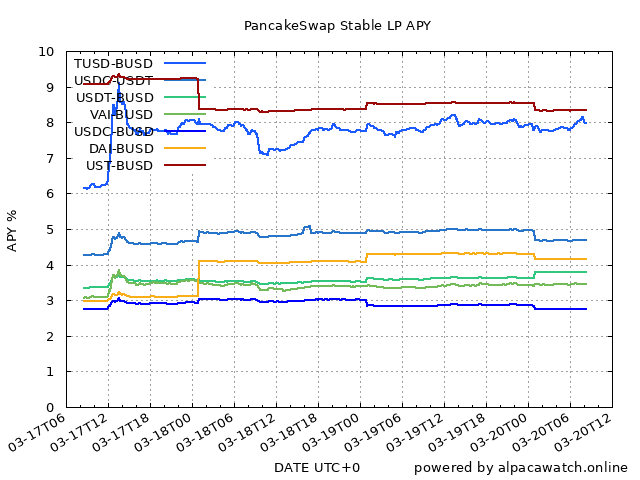 PancakeSwap Stable LP APY
10
9
8
7
6
5
4
3
2
1
0
APY %
TUSD-BUSD
USDC-USDT
USDT-BUSD
VAI-BUSD
USDC-BUSD
DAI-BUSD
UST-BUSD
03-17T06
03-17T12
03-17T18
03-18T00
03-18T06
03-18T12
03-18T18
03-19T00
03-19T06
03-19T12
03-19T18
03-20T00
03-20T06
03-20T12
DATE UTC+0
powered by alpacawatch.online